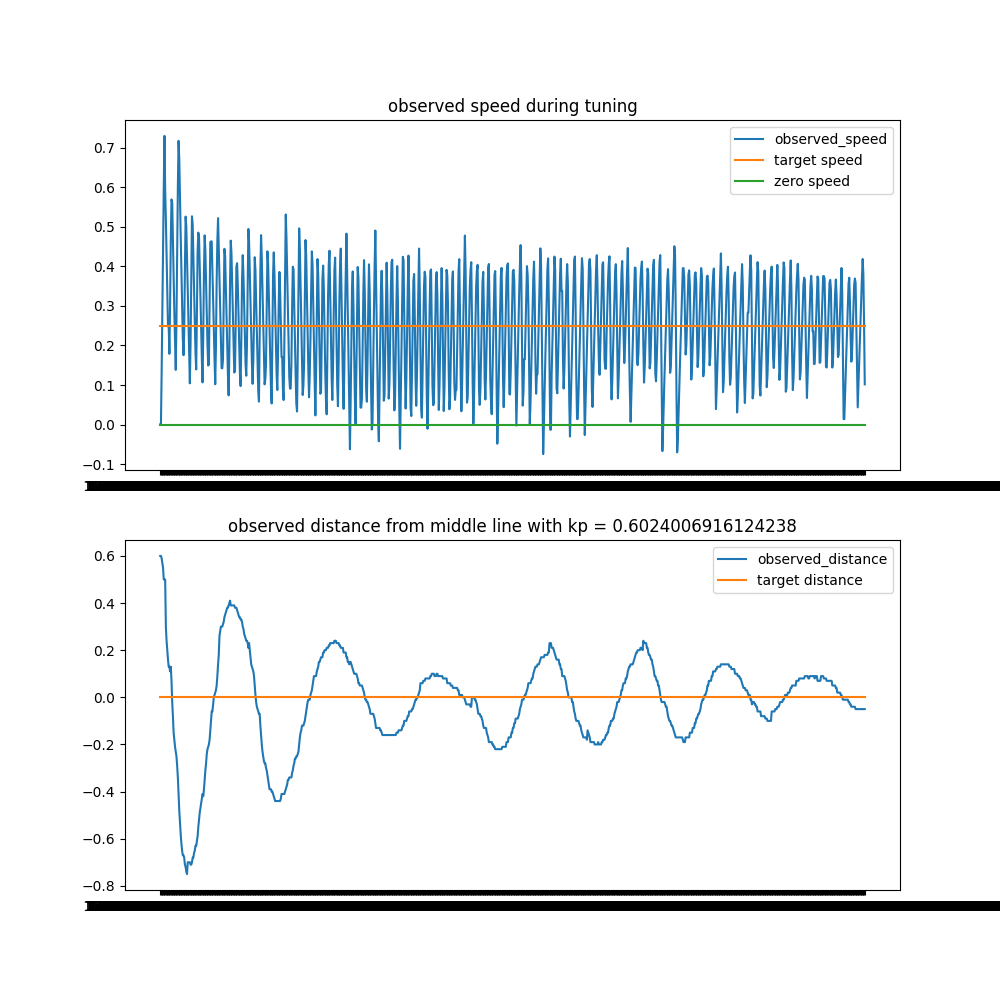 observed speed during tuning
observed_speed
target speed
zero speed
0.7
0.6
0.5
0.4
0.3
0.2
0.1
0.0
−0.1
observed distance from middle line with kp = 0.6024006916124238
observed_distance
target distance
0.6
0.4
0.2
0.0
−0.2
−0.4
−0.6
−0.8